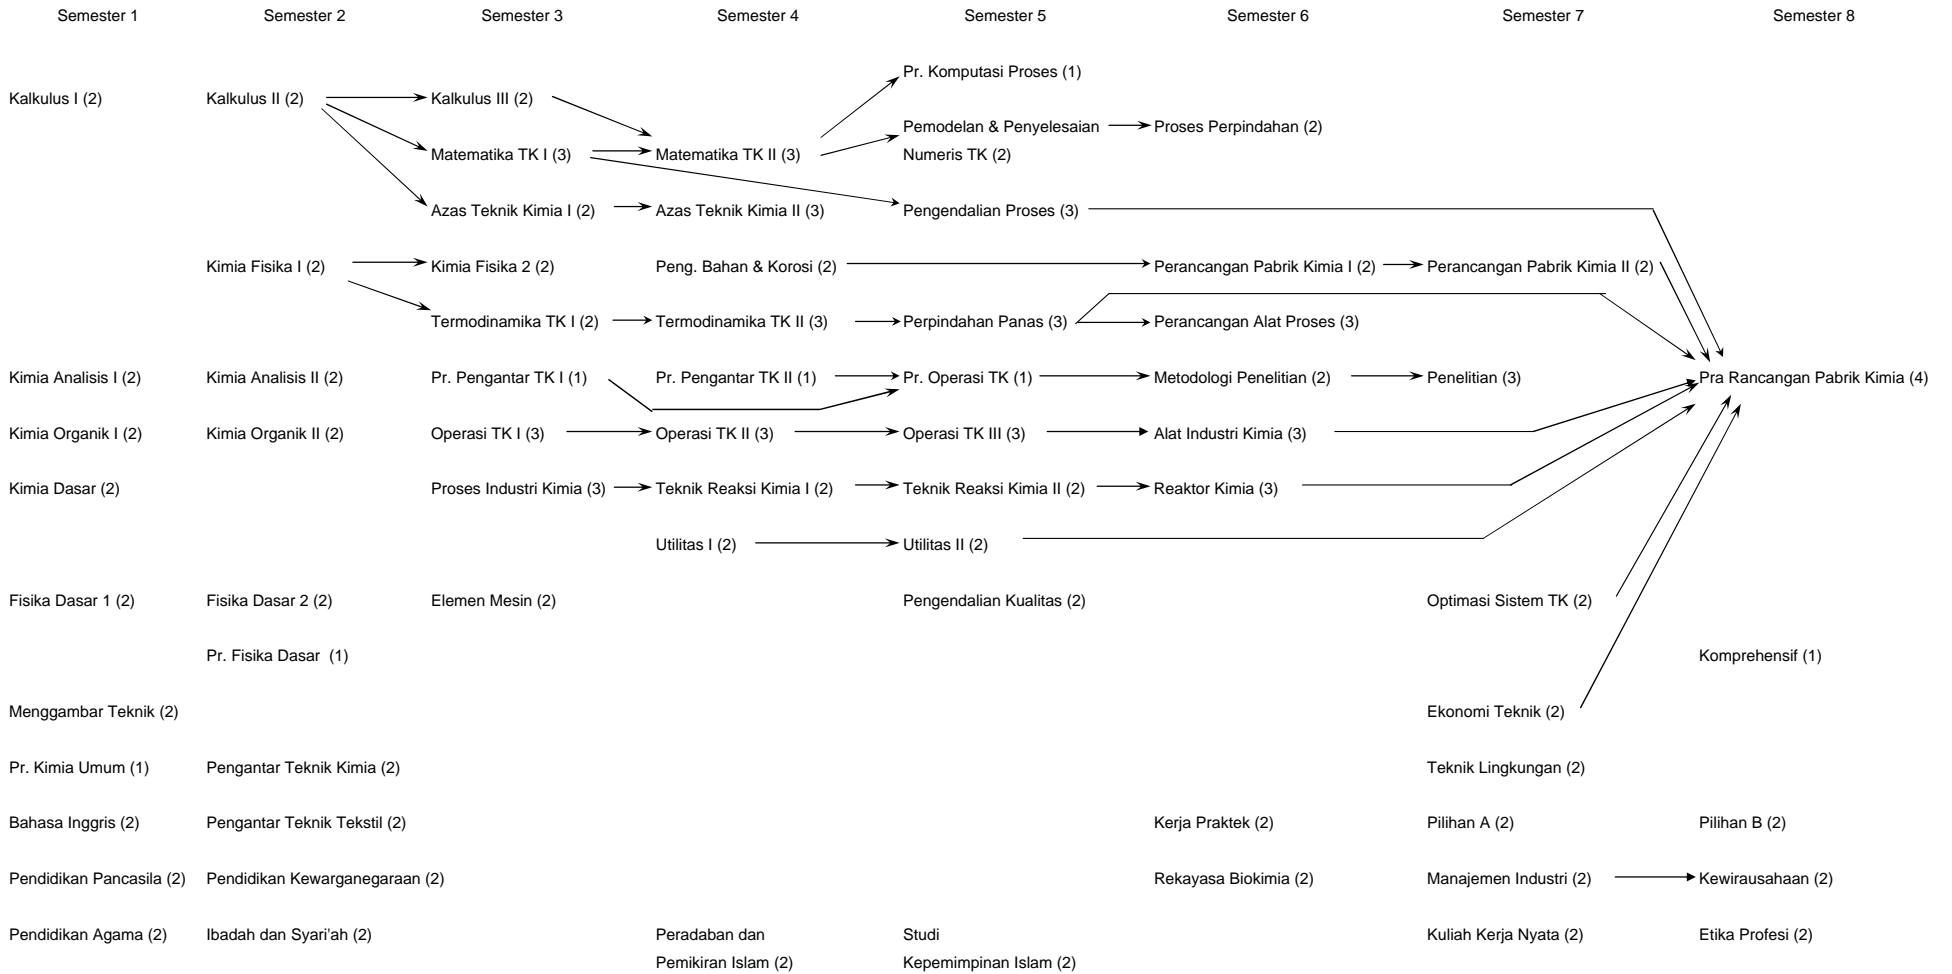 Semester 1 Semester 2 Semester 3 Semester 4 Semester 5 Semester 6 Semester 7 Semester 8
Pr. Komputasi Proses (1)
Kalkulus I (2) Kalkulus II (2) Kalkulus III (2)
Pemodelan & Penyelesaian Proses Perpindahan (2)
Matematika TK I (3) Matematika TK II (3) Numeris TK (2)
Azas Teknik Kimia I (2) Azas Teknik Kimia II (3) Pengendalian Proses (3)
Kimia Fisika I (2) Kimia Fisika 2 (2) Peng. Bahan & Korosi (2) Perancangan Pabrik Kimia I (2) Perancangan Pabrik Kimia II (2)
Termodinamika TK I (2) Termodinamika TK II (3) Perpindahan Panas (3) Perancangan Alat Proses (3)
Kimia Analisis I (2) Kimia Analisis II (2) Pr. Pengantar TK I (1) Pr. Pengantar TK II (1) Pr. Operasi TK (1) Metodologi Penelitian (2) Penelitian (3) Pra Rancangan Pabrik Kimia (4)
Kimia Organik I (2) Kimia Organik II (2) Operasi TK I (3) Operasi TK II (3) Operasi TK III (3) Alat Industri Kimia (3)
Kimia Dasar (2) Proses Industri Kimia (3) Teknik Reaksi Kimia I (2) Teknik Reaksi Kimia II (2) Reaktor Kimia (3)
Utilitas I (2) Utilitas II (2)
Fisika Dasar 1 (2) Fisika Dasar 2 (2) Elemen Mesin (2) Pengendalian Kualitas (2) Optimasi Sistem TK (2)
Pr. Fisika Dasar (1) Komprehensif (1)
Menggambar Teknik (2) Ekonomi Teknik (2)
Pr. Kimia Umum (1) Pengantar Teknik Kimia (2) Teknik Lingkungan (2)
Bahasa Inggris (2) Pengantar Teknik Tekstil (2) Kerja Praktek (2) Pilihan A (2) Pilihan B (2)
Pendidikan Pancasila (2) Pendidikan Kewarganegaraan (2) Rekayasa Biokimia (2) Manajemen Industri (2) Kewirausahaan (2)
Pendidikan Agama (2) Ibadah dan Syari'ah (2) Peradaban dan Studi Kuliah Kerja Nyata (2) Etika Profesi (2)
Pemikiran Islam (2) Kepemimpinan Islam (2)